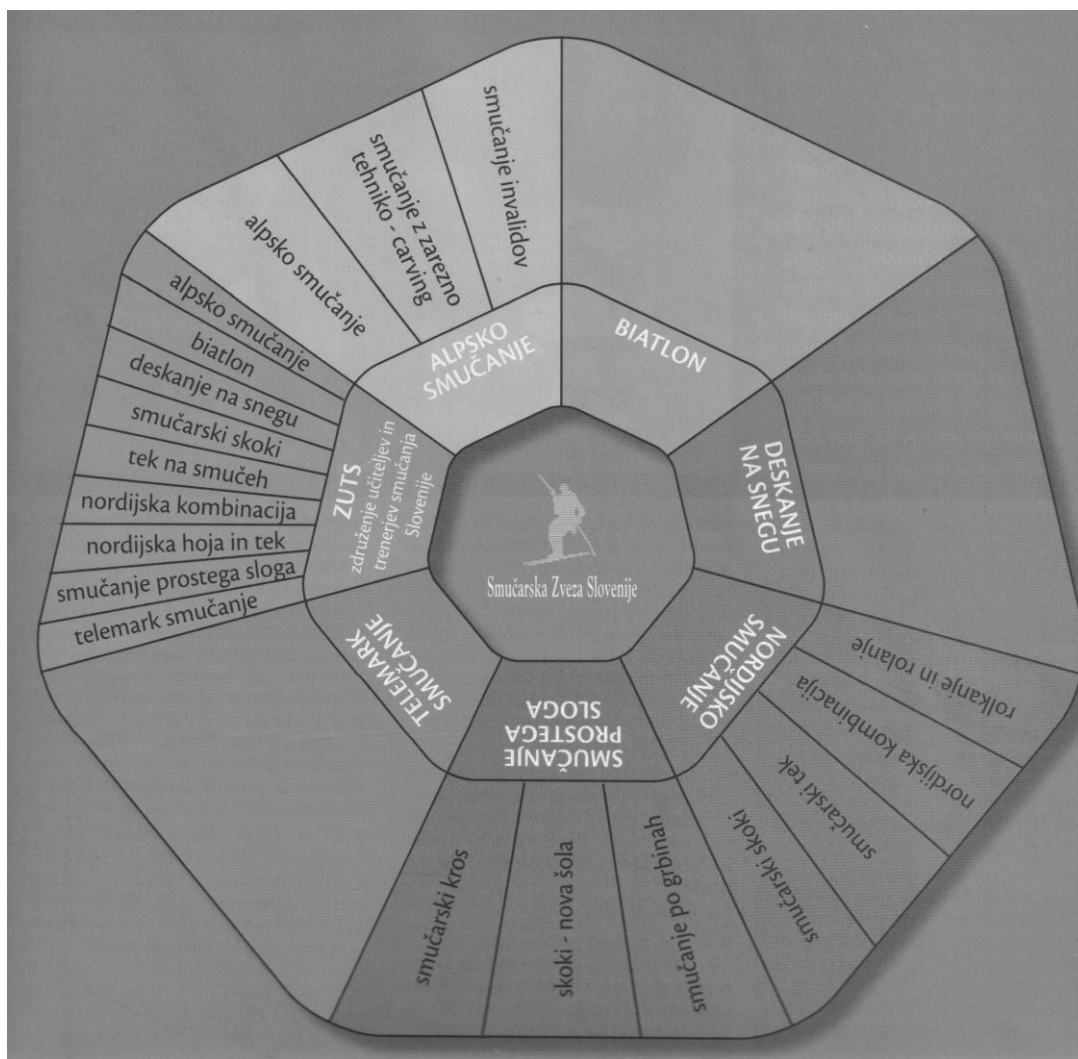 smučanje invalidov
smučanje z zarezno
tehniko - carving
alpsko smučanje
ALPSKO
SMUČANJE
BIATLON
DESKANJE
NA SNEGU
NORDIJSKO
SMUČANJE
rolkanje in rolanje
nordijska kombinacija
smučarski tek
smučarski skoki
SMUČANJE
PROSTEGA
SLOGA
smučanje po grbinah
skoki - nova šola
smučarski kros
TELEMARK
SMUČANJE
ZUTS
združenje učiteljev in
trenerjev smučanja
Slovenije
alpsko smučanje
biatlon
deskanje na snegu
smučarski skoki
tek na smučeh
nordijska kombinacija
nordijska hoja in tek
smučanje prostega sloga
telemark smučanje
Smučarska Zveza Slovenije